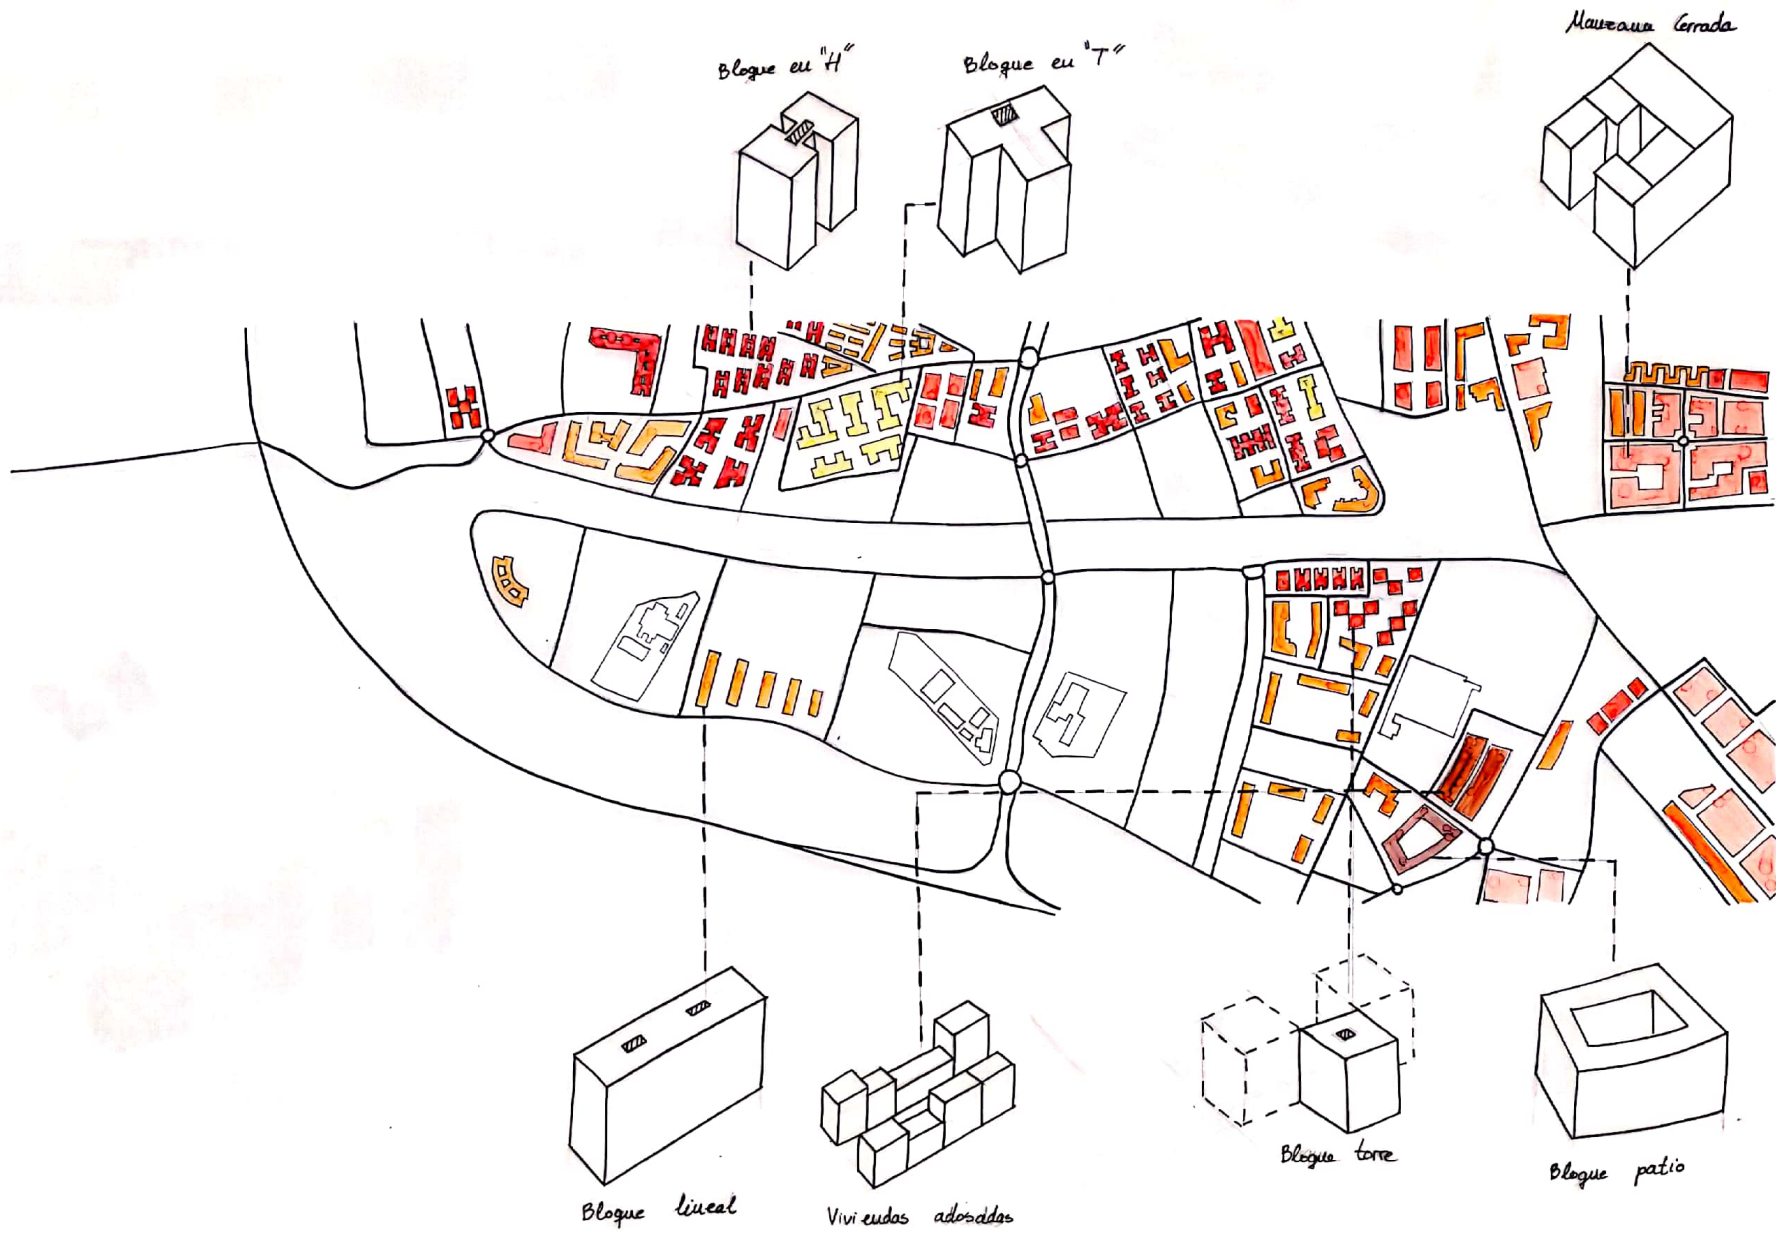 Manzana Cerrada
Bloque en "H"
Bloque en "T"
Bloque torre
Bloque patio
Bloque lineal
Viviendas adosadas